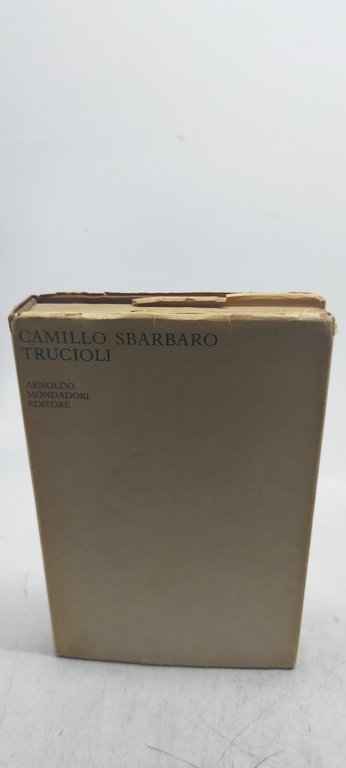 CAMILLO SBARBARO
TRUCIOLI
ARNOLDO
MONDADORI
EDITORE